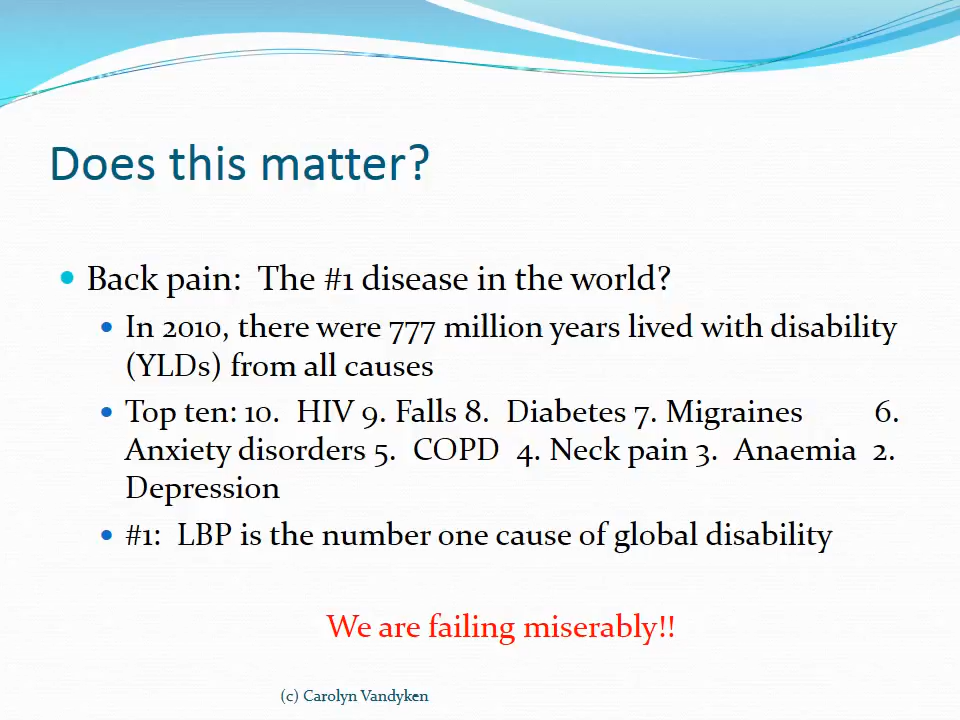 Does this matter?
Back pain:  The #1 disease in the world?
In 2010, there were 777 million years lived with disability
(YLDs) from all causes
Top ten: 10.  HIV 9. Falls 8.  Diabetes 7. Migraines 6.
Anxiety disorders 5.  COPD  4. Neck pain 3.  Anaemia  2.
Depression
#1:  LBP is the number one cause of global disability
We are failing miserably!!
(c) Carolyn Vandyken